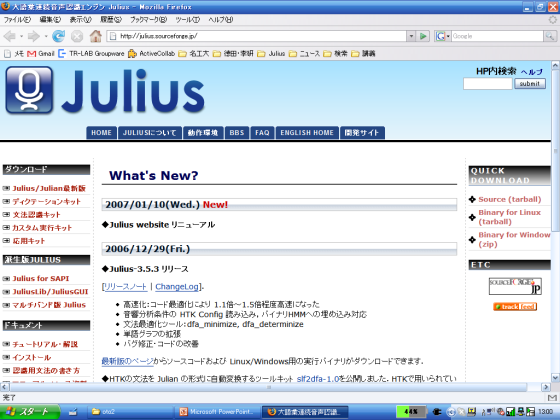 大語彙連続音声認識エンジン Julius - Mozilla Firefox
ファイル(F) 編集(E) 表示(V) 履歴(S) ブックマーク(B) ツール(T) ヘルプ(H)
http://julius.sourceforge.jp/
Google
メモ Gmail TR-LAB Groupware ActiveCollab 名工大 徳田・李研 Julius ニュース 検索 講義
Julius
HP内検索 ヘルプ
submit
HOME JULIUSについて 動作環境 BBS FAQ ENGLISH HOME 開発サイト
ダウンロード
Julius/Julian最新版
ディクテーションキット
文法認識キット
カスタム実行キット
応用キット
派生版JULIUS
Julius for SAPI
JuliusLib/JuliusGUI
マルチバンド版 Julius
ドキュメント
チュートリアル・解説
インストール
認識用文法の書き方
What's New?
2007/01/10(Wed.) New!
◆Julius website リニューアル
2006/12/29(Fri.)
◆Julius-3.5.3 リリース
[リリースノート | ChangeLog].
高速化:コード最適化により 1.1倍～1.5倍程度高速になった
音響分析条件の HTK Config 読み込み，バイナリHMMへの埋め込み対応
文法最適化ツール:dfa_minimize, dfa_determinize
単語グラフの拡張
バグ修正・コードの改善
最新版のページからソースコードおよび Linux/Windows用の実行バイナリがダウンロードできます．
◆HTKの文法を Julian の形式に自動変換するツールキット slf2dfa-1.0を公開しました．HTKで用いられてい
QUICK
DOWNLOAD
Source (tarball)
Binary for Linux
(tarball)
Binary for Window
(zip)
ETC
SOURCEFORGE
JP
track feed
完了
スタート oto2 Microsoft PowerPoint... 大語彙連続音声認識... 44% 13:00